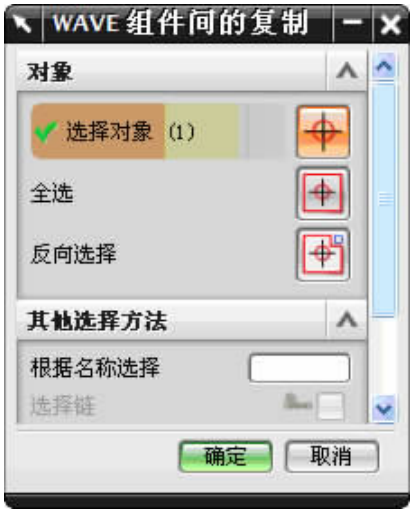 WAVE 组件间的复制
对象
选择对象 (1)
全选
反向选择
其他选择方法
根据名称选择
选择链
确定 取消